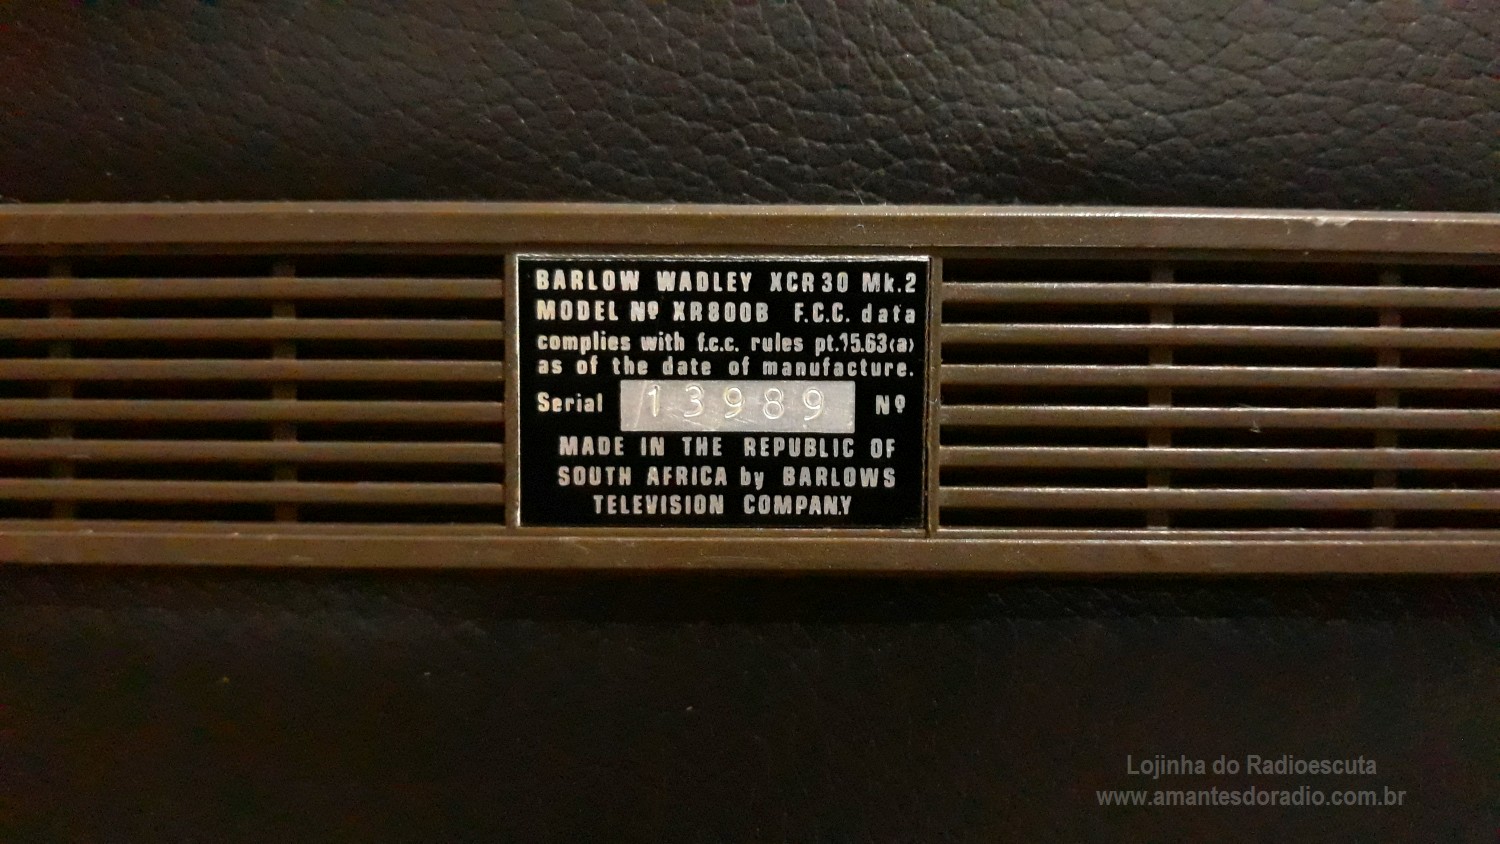 BARLOW WADLEY XCR30 Mk.2
MODEL Nº XR800B F.C.C. data
complies with f.c.c. rules pt.15.63(a)
as of the date of manufacture.
Serial 13989 Nº
MADE IN THE REPUBLIC OF
SOUTH AFRICA by BARLOWS
TELEVISION COMPANY
Lojinha do Radioescuta
www.amantesdoradio.com.br